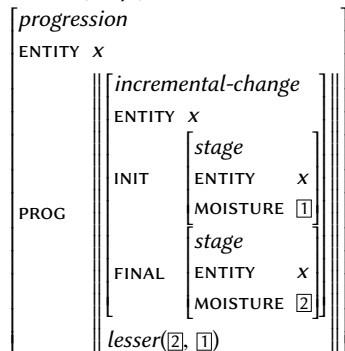 progression
ENTITY x
incremental-change
ENTITY x
stage
INIT ENTITY x
MOISTURE 1
PROG
stage
FINAL ENTITY x
MOISTURE 2
lesser(2, 1)